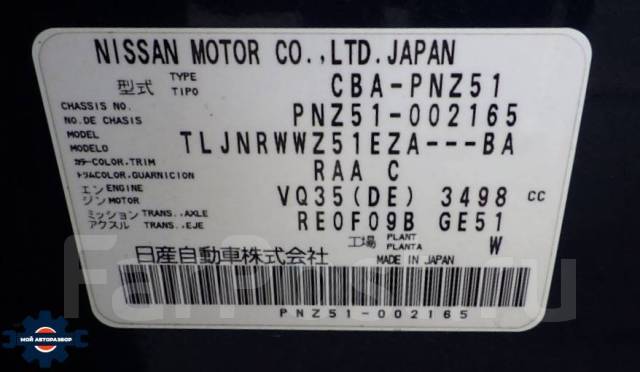 NISSAN MOTOR CO.,LTD.JAPAN
型式 TYPE TIPO CBA-PNZ51
CHASSIS NO. NO.DE CHASIS PNZ51-002165
MODEL MODELO TLJNRWWZ51EZA---BA
カラー COLOR,TRIM トリム COLOR,GUARNICION RAA C
エンジン ENGINE MOTOR VQ35(DE) 3498 cc
ミッション TRANS.,AXLE アクスル TRANS.,EJE RE0F09B GE51
工場 PLANT PLANTA W
日産自動車株式会社 MADE IN JAPAN
PNZ51-002165
FarPost.ru
МОЙ АВТОРАЗБОР